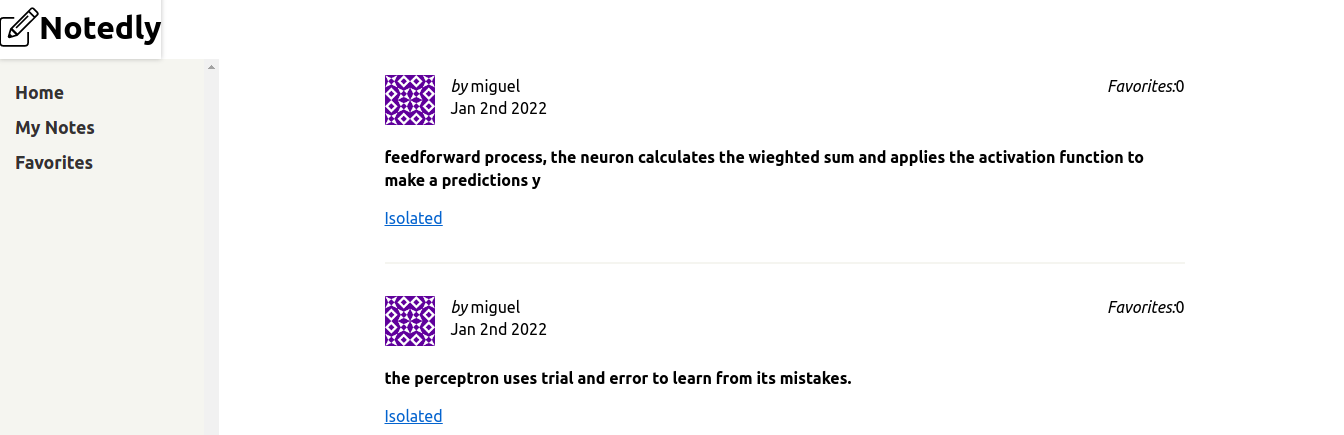 Notedly
Home
My Notes
Favorites
by miguel
Favorites:0
Jan 2nd 2022
feedforward process, the neuron calculates the wieghted sum and applies the activation function to
make a predictions y
Isolated
by miguel
Favorites:0
Jan 2nd 2022
the perceptron uses trial and error to learn from its mistakes.
Isolated